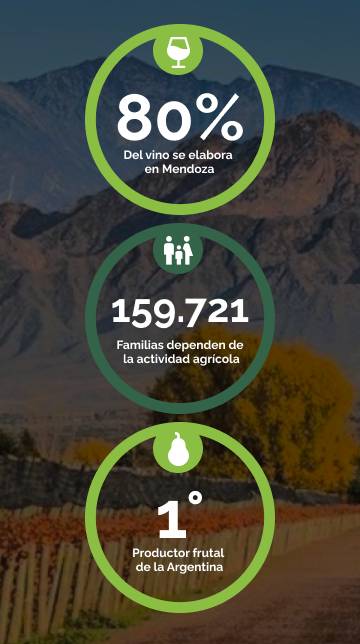 80%
Del vino se elabora
en Mendoza
159.721
Familias dependen de
la actividad agrícola
1°
Productor frutal
de la Argentina